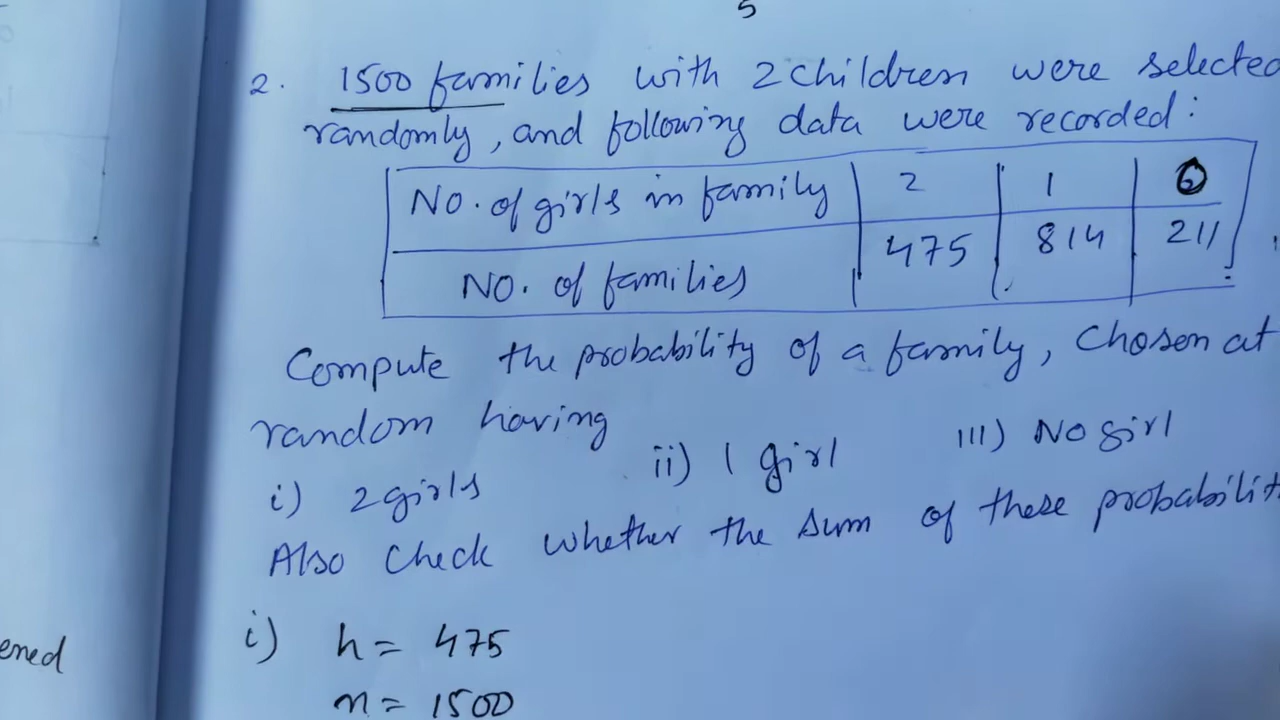 5
2. 1500 families with 2 children were selected
randomly, and following data were recorded:
No. of girls in family 2 1 0
No. of families 475 814 211
Compute the probability of a family, chosen at
random having
i) 2 girls ii) 1 girl iii) No girl
Also Check whether the sum of these probabilit
i) h = 475
n = 1500
ened